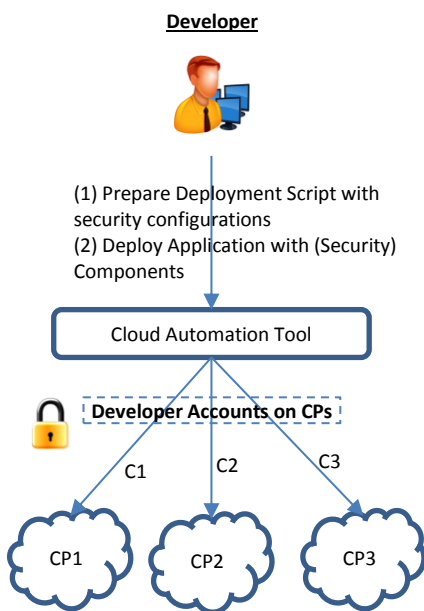 Developer
(1) Prepare Deployment Script with
security configurations
(2) Deploy Application with (Security)
Components
Cloud Automation Tool
Developer Accounts on CPs
C1
C2
C3
CP1
CP2
CP3